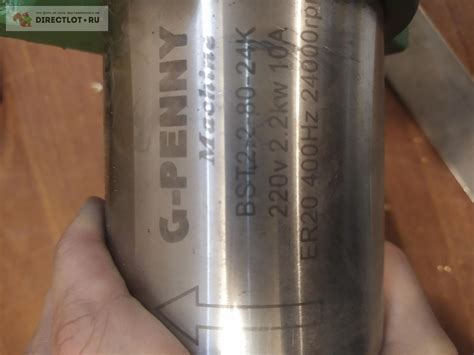 DIRECTLOT.RU
G-PENNY
Machine
BST2.2-80-24K
220v 2.2kw 10A
ER20 400Hz 24000rpm